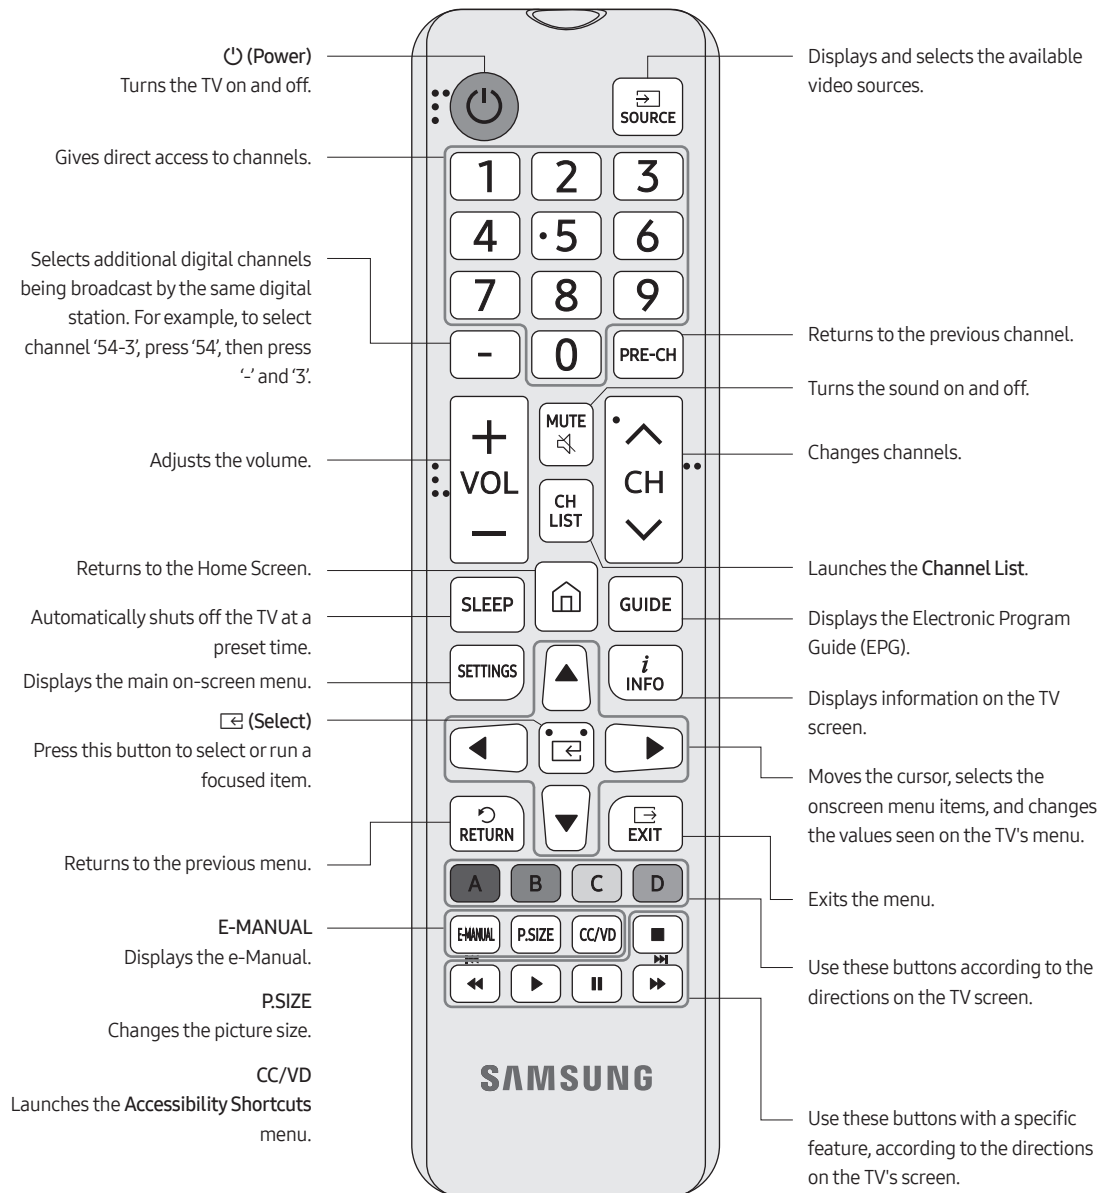 (Power)
Turns the TV on and off.
Gives direct access to channels.
Selects additional digital channels
being broadcast by the same digital
station. For example, to select
channel ‘54-3’, press ‘54’, then press
‘-’ and ‘3’.
Adjusts the volume.
Returns to the Home Screen.
Automatically shuts off the TV at a
preset time.
Displays the main on-screen menu.
(Select)
Press this button to select or run a
focused item.
Returns to the previous menu.
E-MANUAL
Displays the e-Manual.
P.SIZE
Changes the picture size.
CC/VD
Launches the Accessibility Shortcuts
menu.
SOURCE
1 2 3
4 5 6
7 8 9
- 0 PRE-CH
+
VOL
—
MUTE
CH
LIST
CH
SLEEP
GUIDE
SETTINGS
i
INFO
RETURN
EXIT
A B C D
E-MANUAL P.SIZE CC/VD
SAMSUNG
Displays and selects the available
video sources.
Returns to the previous channel.
Turns the sound on and off.
Changes channels.
Launches the Channel List.
Displays the Electronic Program
Guide (EPG).
Displays information on the TV
screen.
Moves the cursor, selects the
onscreen menu items, and changes
the values seen on the TV's menu.
Exits the menu.
Use these buttons according to the
directions on the TV screen.
Use these buttons with a specific
feature, according to the directions
on the TV's screen.